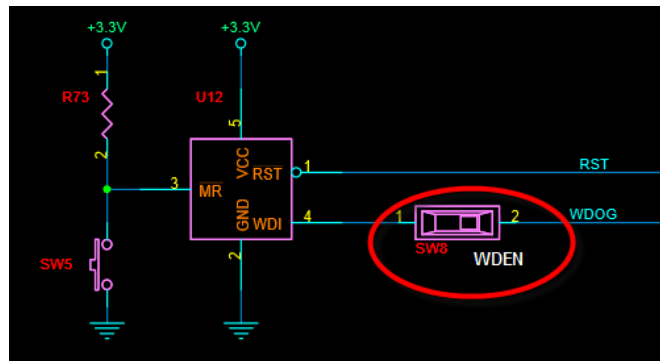 +3.3V
+3.3V
1
R73
U12
5
2
VCC
RST
1
RST
3
MR
GND
WDI
4
1
2
WDOG
SW8
WDEN
SW5
2